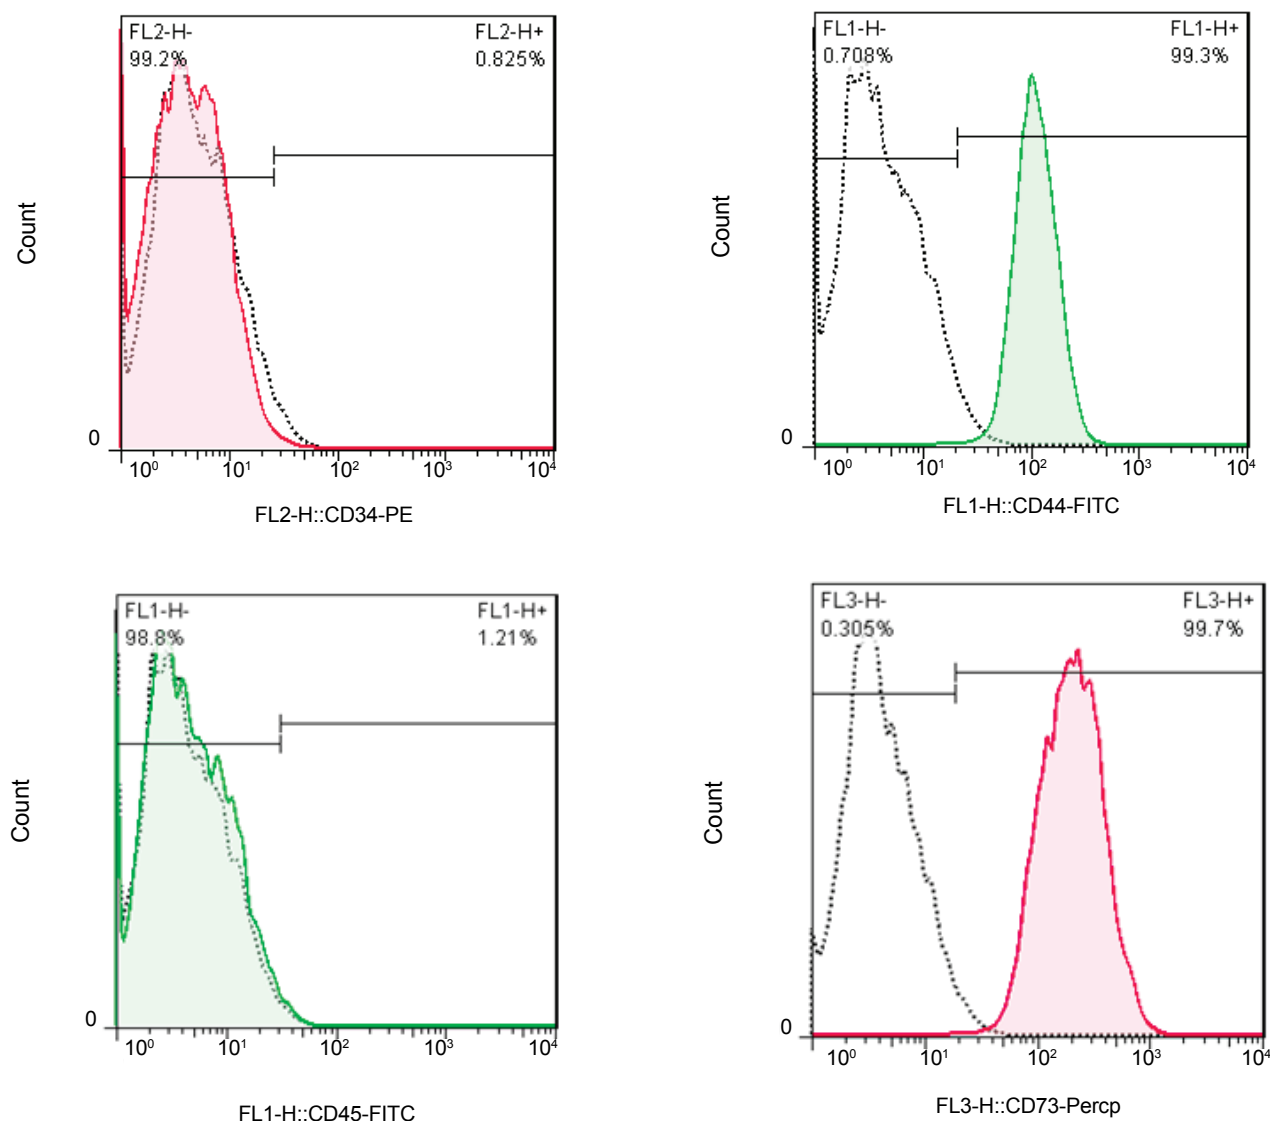 FL2-H- FL2-H+
99.2% 0.825%
Count
0
10⁰ 10¹ 10² 10³ 10⁴
FL2-H::CD34-PE
FL1-H- FL1-H+
0.708% 99.3%
Count
0
10⁰ 10¹ 10² 10³ 10⁴
FL1-H::CD44-FITC
FL1-H- FL1-H+
98.8% 1.21%
Count
0
10⁰ 10¹ 10² 10³ 10⁴
FL1-H::CD45-FITC
FL3-H- FL3-H+
0.305% 99.7%
Count
0
10⁰ 10¹ 10² 10³ 10⁴
FL3-H::CD73-Percp